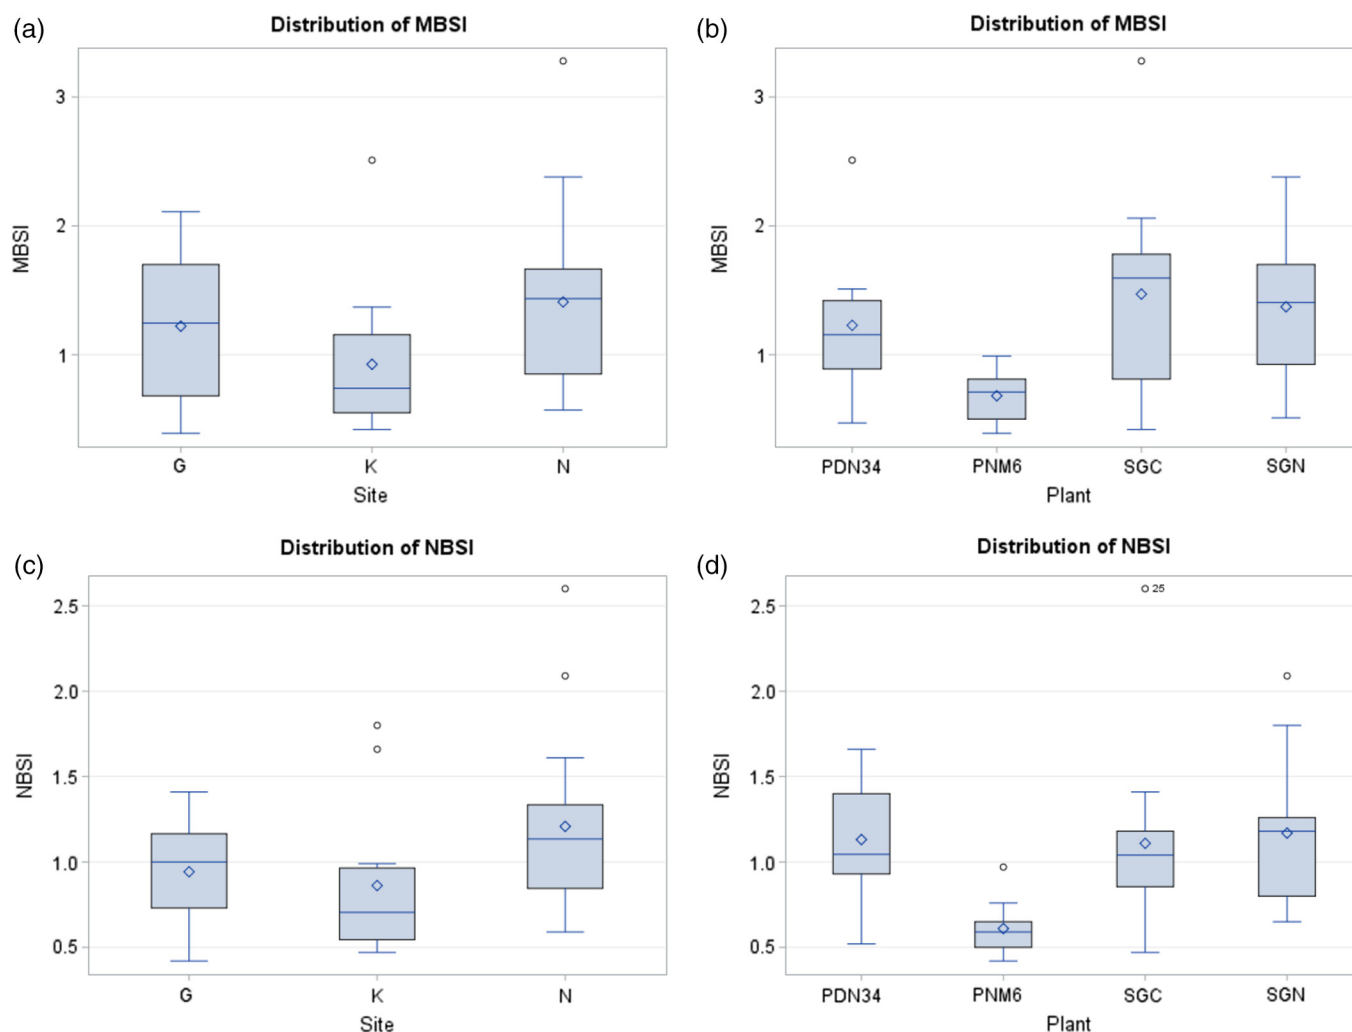 (a)
Distribution of MBSI
3
2
1
MBSI
G K N
Site
(b)
Distribution of MBSI
3
2
1
MBSI
PDN34 PNM6 SGC SGN
Plant
(c)
Distribution of NBSI
2.5
2.0
1.5
1.0
0.5
NBSI
G K N
Site
(d)
Distribution of NBSI
25
2.5
2.0
1.5
1.0
0.5
NBSI
PDN34 PNM6 SGC SGN
Plant